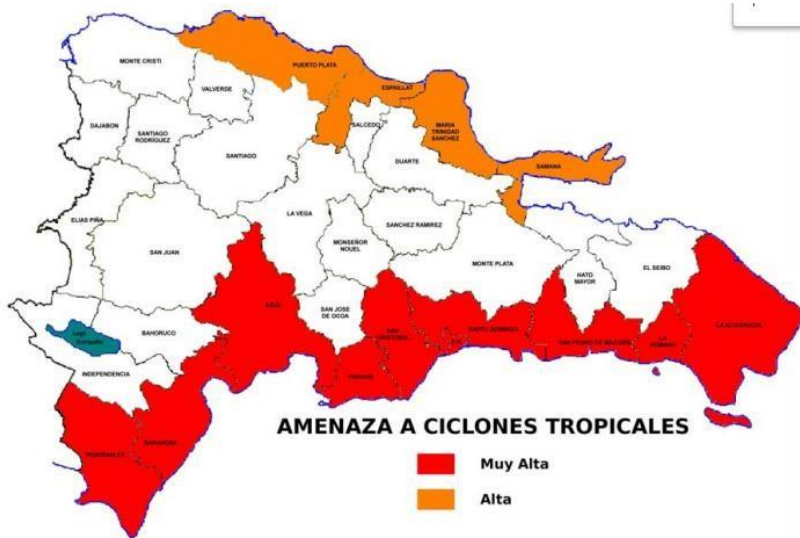 MONTE CRISTI
PUERTO PLATA
ESPAILLAT
VALVERDE
DAJABON
SANTIAGO
RODRÍGUEZ
SALCEDO
MARIA
TRINIDAD
SANCHEZ
SANTIAGO
DUARTE
SAMANA
ELIAS PIÑA
LA VEGA
SANCHEZ RAMIREZ
SAN JUAN
MONSEÑOR
NOUEL
MONTE PLATA
HATO
MAYOR
EL SEIBO
AZUA
SAN JOSE
DE OCOA
SAN
CRISTOBAL
SANTO DOMINGO
D.N.
SAN PEDRO DE MACORIS
LA
ROMANA
LA ALTAGRACIA
Lago
Enriquillo
BAHORUCO
INDEPENDENCIA
PERAVIA
PEDERNALES
BARAHONA
AMENAZA A CICLONES TROPICALES
Muy Alta
Alta